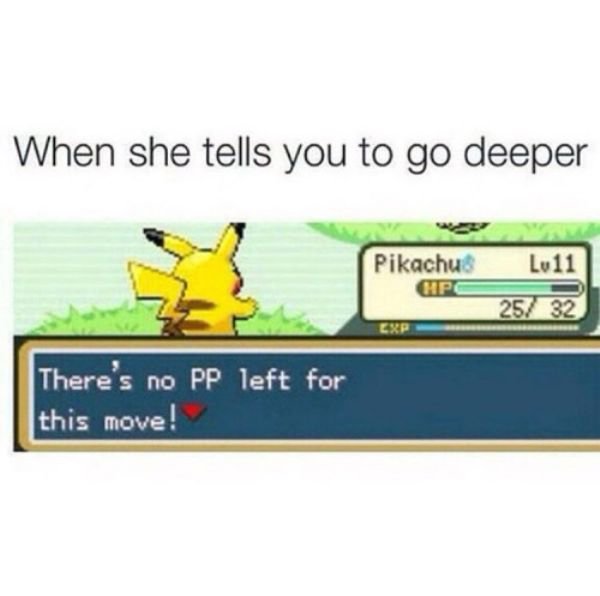 When she tells you to go deeper
Pikachu♂ Lv11
HP
25/ 32
EXP
There's no PP left for
this move!